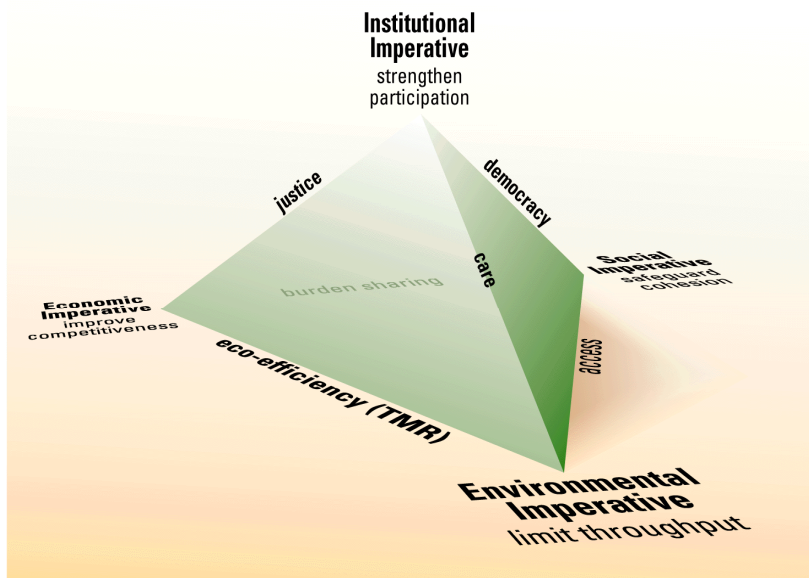 Institutional
Imperative
strengthen
participation
justice
democracy
care
burden sharing
Social
Imperative
safeguard
cohesion
Economic
Imperative
improve
competitiveness
eco-efficiency (TMR)
access
Environmental
Imperative
limit throughput